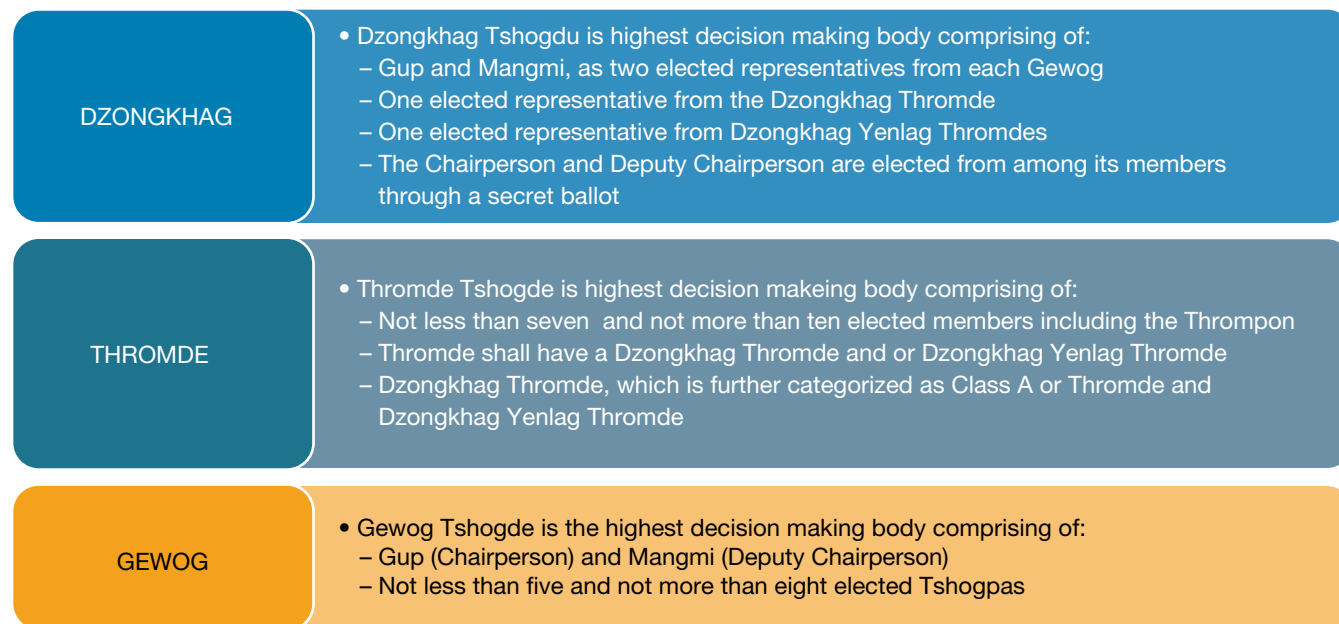 DZONGKHAG
• Dzongkhag Tshogdu is highest decision making body comprising of:
– Gup and Mangmi, as two elected representatives from each Gewog
– One elected representative from the Dzongkhag Thromde
– One elected representative from Dzongkhag Yenlag Thromdes
– The Chairperson and Deputy Chairperson are elected from among its members
through a secret ballot
THROMDE
• Thromde Tshogde is highest decision makeing body comprising of:
– Not less than seven and not more than ten elected members including the Thrompon
– Thromde shall have a Dzongkhag Thromde and or Dzongkhag Yenlag Thromde
– Dzongkhag Thromde, which is further categorized as Class A or Thromde and
Dzongkhag Yenlag Thromde
GEWOG
• Gewog Tshogde is the highest decision making body comprising of:
– Gup (Chairperson) and Mangmi (Deputy Chairperson)
– Not less than five and not more than eight elected Tshogpas